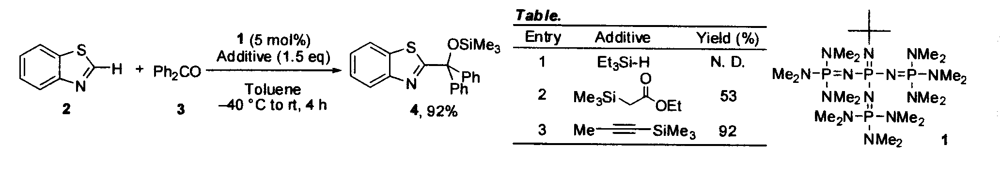 S
H
N
2
+
Ph2CO
3
1 (5 mol%)
Additive (1.5 eq)
Toluene
–40 °C to rt, 4 h
OSiMe3
S
N
Ph
Ph
4, 92%
Table.
Entry Additive Yield (%)
1 Et3Si-H N. D.
2 Me3Si O OEt 53
3 Me SiMe3 92
NMe2 N NMe2
Me2N-P=N-P-N=P-NMe2
NMe2 N NMe2
Me2N-P-NMe2
NMe2
1